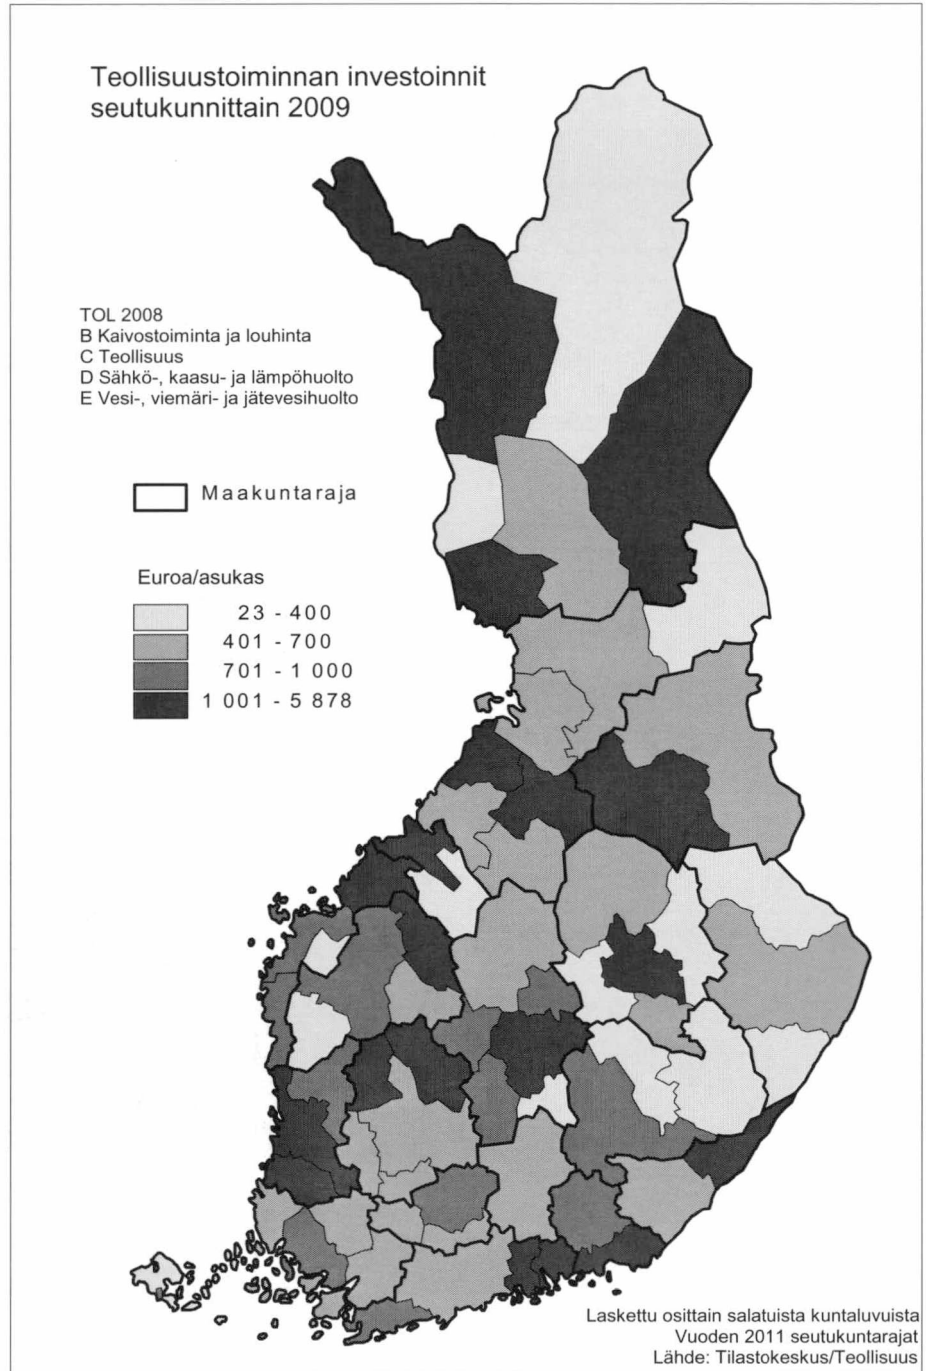 Teollisuustoiminnan investoinnit
seutukunnittain 2009
TOL 2008
B Kaivostoiminta ja louhinta
C Teollisuus
D Sähkö-, kaasu- ja lämpöhuolto
E Vesi-, viemäri- ja jätevesihuolto
Maakuntaraja
Euroa/asukas
23 - 400
401 - 700
701 - 1 000
1 001 - 5 878
Laskettu osittain salatuista kuntaluvuista
Vuoden 2011 seutukuntarajat
Lähde: Tilastokeskus/Teollisuus